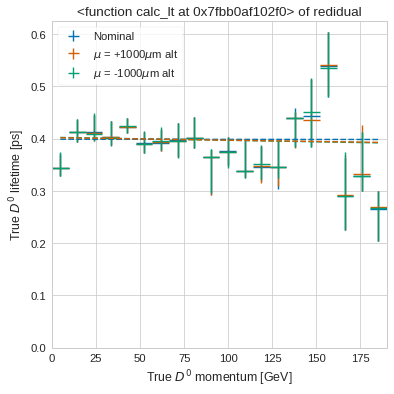 <function calc_lt at 0x7fbb0af102f0> of redidual
Nominal
μ = +1000μm alt
μ = -1000μm alt
True D⁰ lifetime [ps]
0.6
0.5
0.4
0.3
0.2
0.1
0.0
0 25 50 75 100 125 150 175
True D⁰ momentum [GeV]